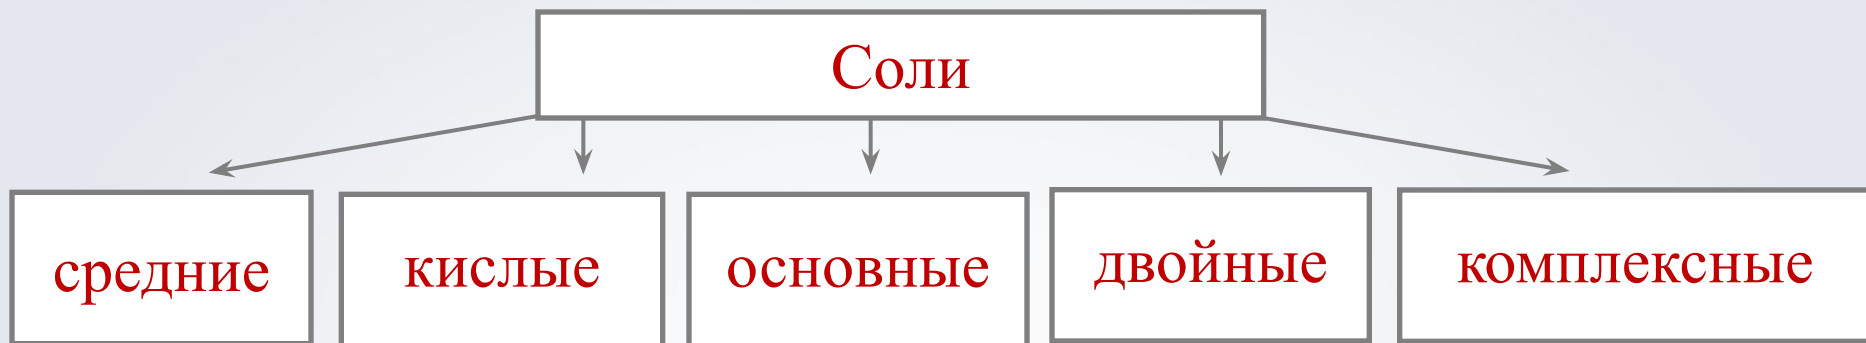 Соли
средние
кислые
основные
двойные
комплексные